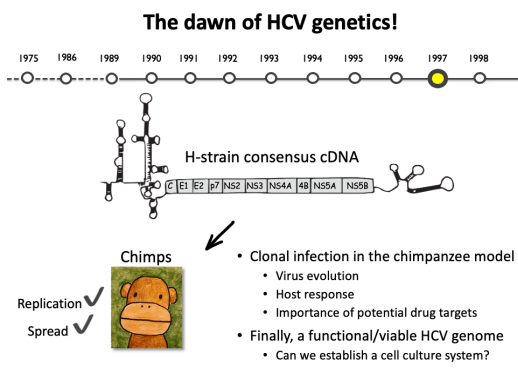 The dawn of HCV genetics!
1975 1986 1989 1990 1991 1992 1993 1994 1995 1996 1997 1998
H-strain consensus cDNA
C E1 E2 p7 NS2 NS3 NS4A 4B NS5A NS5B
Chimps
Replication
Spread
• Clonal infection in the chimpanzee model
• Virus evolution
• Host response
• Importance of potential drug targets
• Finally, a functional/viable HCV genome
• Can we establish a cell culture system?